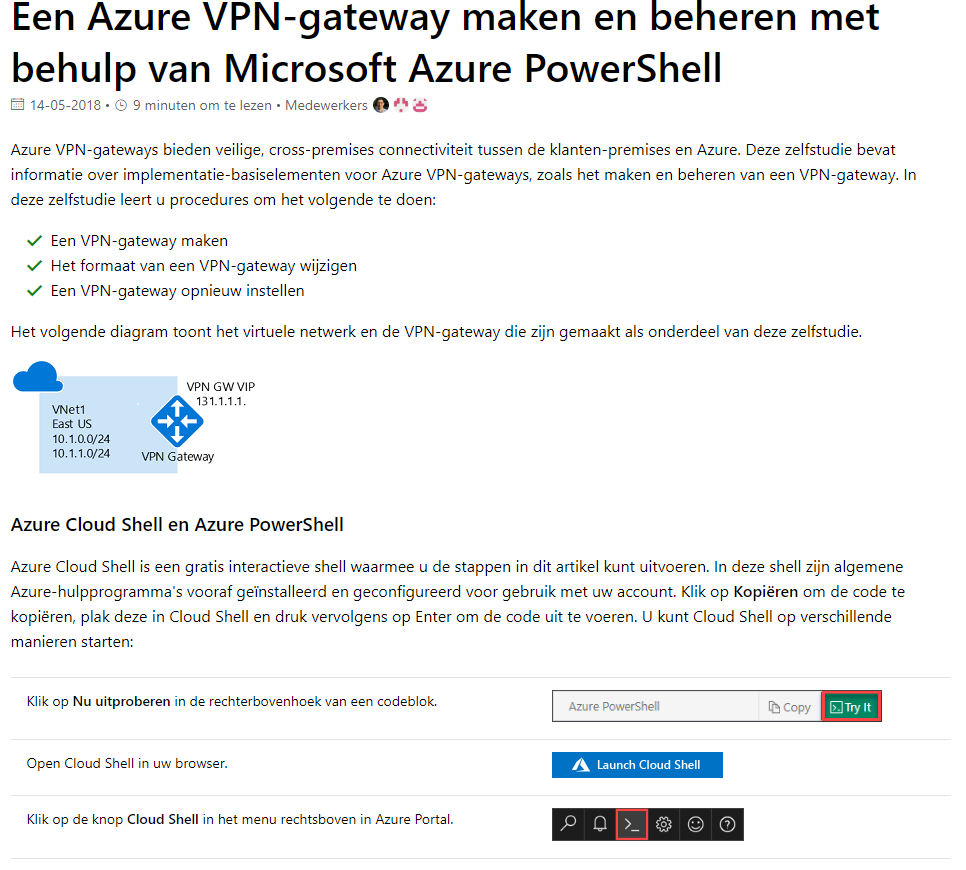 Een Azure VPN-gateway maken en beheren met
behulp van Microsoft Azure PowerShell
14-05-2018 • 9 minuten om te lezen • Medewerkers
Azure VPN-gateways bieden veilige, cross-premises connectiviteit tussen de klanten-premises en Azure. Deze zelfstudie bevat
informatie over implementatie-basiselementen voor Azure VPN-gateways, zoals het maken en beheren van een VPN-gateway. In
deze zelfstudie leert u procedures om het volgende te doen:
Een VPN-gateway maken
Het formaat van een VPN-gateway wijzigen
Een VPN-gateway opnieuw instellen
Het volgende diagram toont het virtuele netwerk en de VPN-gateway die zijn gemaakt als onderdeel van deze zelfstudie.
VPN GW VIP
131.1.1.1.
VNet1
East US
10.1.0.0/24
10.1.1.0/24
VPN Gateway
Azure Cloud Shell en Azure PowerShell
Azure Cloud Shell is een gratis interactieve shell waarmee u de stappen in dit artikel kunt uitvoeren. In deze shell zijn algemene
Azure-hulpprogramma's vooraf geïnstalleerd en geconfigureerd voor gebruik met uw account. Klik op Kopiëren om de code te
kopiëren, plak deze in Cloud Shell en druk vervolgens op Enter om de code uit te voeren. U kunt Cloud Shell op verschillende
manieren starten:
Klik op Nu uitproberen in de rechterbovenhoek van een codeblok.
Azure PowerShell Copy Try It
Open Cloud Shell in uw browser.
Launch Cloud Shell
Klik op de knop Cloud Shell in het menu rechtsboven in Azure Portal.